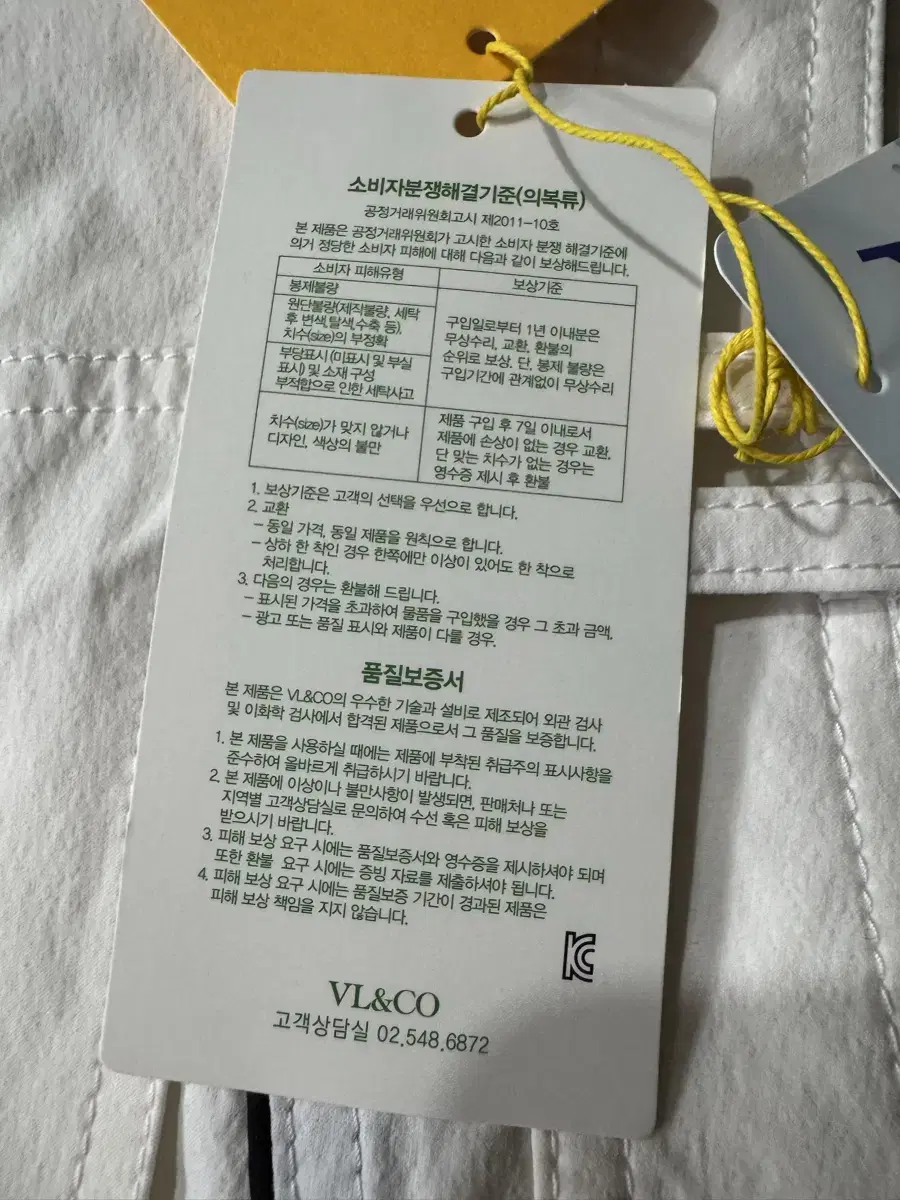 소비자분쟁해결기준(의복류)
공정거래위원회고시 제2011-10호
본 제품은 공정거래위원회가 고시한 소비자 분쟁 해결기준에
의거 정당한 소비자 피해에 대해 다음과 같이 보상해드립니다.
소비자 피해유형
보상기준
봉제불량
원단불량(제작불량, 세탁
후 변색,탈색,수축 등),
치수(size)의 부정확
부당표시 (미표시 및 부실
표시) 및 소재 구성
부적합으로 인한 세탁사고
구입일로부터 1년 이내분은
무상수리, 교환, 환불의
순위로 보상. 단, 봉제 불량은
구입기간에 관계없이 무상수리
치수(size)가 맞지 않거나
디자인, 색상의 불만
제품 구입 후 7일 이내로서
제품에 손상이 없는 경우 교환.
단 맞는 치수가 없는 경우는
영수증 제시 후 환불
1. 보상기준은 고객의 선택을 우선으로 합니다.
2. 교환
- 동일 가격, 동일 제품을 원칙으로 합니다.
- 상하 한 착인 경우 한쪽에만 이상이 있어도 한 착으로
처리합니다.
3. 다음의 경우는 환불해 드립니다.
- 표시된 가격을 초과하여 물품을 구입했을 경우 그 초과 금액.
- 광고 또는 품질 표시와 제품이 다를 경우.
품질보증서
본 제품은 VL&CO의 우수한 기술과 설비로 제조되어 외관 검사
및 이화학 검사에서 합격된 제품으로서 그 품질을 보증합니다.
1. 본 제품을 사용하실 때에는 제품에 부착된 취급주의 표시사항을
준수하여 올바르게 취급하시기 바랍니다.
2. 본 제품에 이상이나 불만사항이 발생되면, 판매처나 또는
지역별 고객상담실로 문의하여 수선 혹은 피해 보상을
받으시기 바랍니다.
3. 피해 보상 요구 시에는 품질보증서와 영수증을 제시하셔야 되며
또한 환불 요구 시에는 증빙 자료를 제출하셔야 됩니다.
4. 피해 보상 요구 시에는 품질보증 기간이 경과된 제품은
피해 보상 책임을 지지 않습니다.
KC
VL&CO
고객상담실 02.548.6872